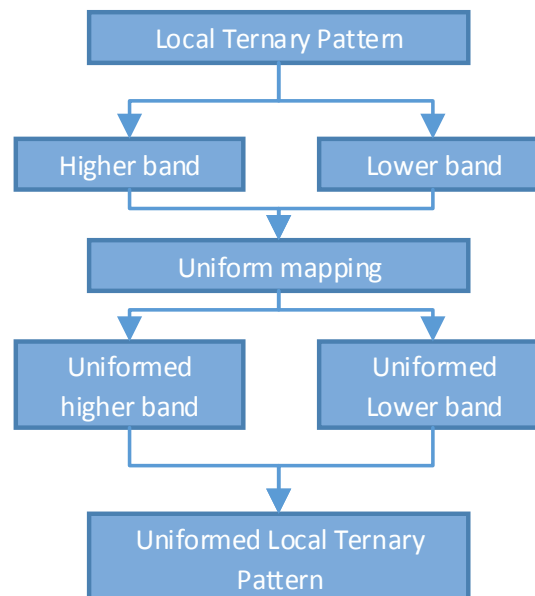 Local Ternary Pattern
Higher band
Lower band
Uniform mapping
Uniformed
higher band
Uniformed
Lower band
Uniformed Local Ternary
Pattern